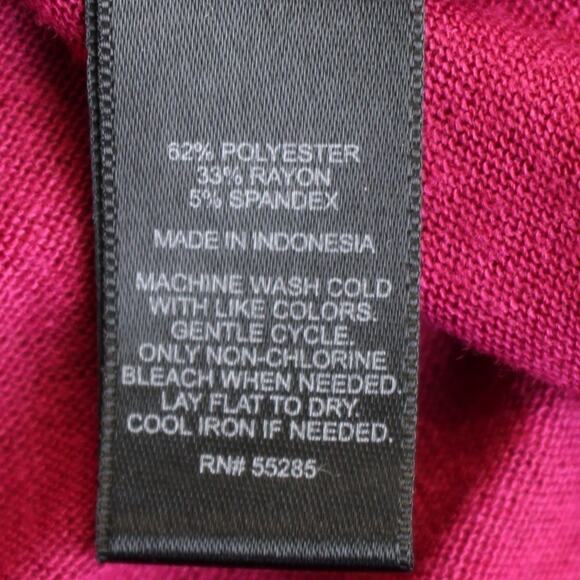 62% POLYESTER
33% RAYON
5% SPANDEX
MADE IN INDONESIA
MACHINE WASH COLD
WITH LIKE COLORS.
GENTLE CYCLE.
ONLY NON-CHLORINE
BLEACH WHEN NEEDED.
LAY FLAT TO DRY.
COOL IRON IF NEEDED.
RN# 55285